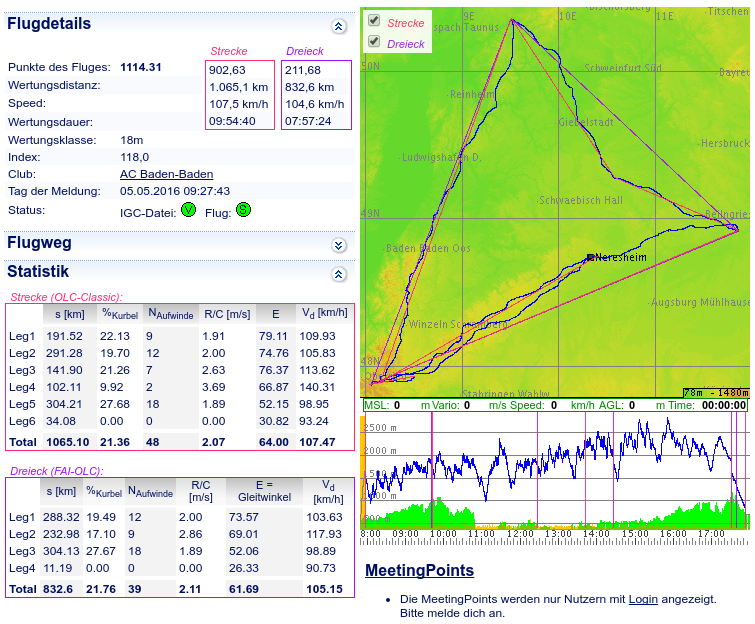 Flugdetails
Strecke Dreieck
Punkte des Fluges: 1114.31 902,63 211,68
Wertungsdistanz: 1.065,1 km 832,6 km
Speed: 107,5 km/h 104,6 km/h
Wertungsdauer: 09:54:40 07:57:24
Wertungsklasse: 18m
Index: 118,0
Club: AC Baden-Baden
Tag der Meldung: 05.05.2016 09:27:43
Status: IGC-Datei: V Flug: S
Flugweg
Statistik
Strecke (OLC-Classic):
s [km] %Kurbel NAufwinde R/C [m/s] E Vd [km/h]
Leg1 191.52 22.13 9 1.91 79.11 109.93
Leg2 291.28 19.70 12 2.00 74.76 105.83
Leg3 141.90 21.26 7 2.63 76.37 113.62
Leg4 102.11 9.92 2 3.69 66.87 140.31
Leg5 304.21 27.68 18 1.89 52.15 98.95
Leg6 34.08 0.00 0 0.00 30.82 93.24
Total 1065.10 21.36 48 2.07 64.00 107.47
Dreieck (FAI-OLC):
s [km] %Kurbel NAufwinde R/C [m/s] E = Gleitwinkel Vd [km/h]
Leg1 288.32 19.49 12 2.00 73.57 103.63
Leg2 232.98 17.10 9 2.86 69.01 117.93
Leg3 304.13 27.67 18 1.89 52.06 98.89
Leg4 11.19 0.00 0 0.00 26.33 90.73
Total 832.6 21.76 39 2.11 61.69 105.15
Strecke
Dreieck
9E 10E 11E
spach Taunus
50N
Schweinfurt Süd
Bayreu
Reinheim
Giebelstadt
Hersbruck
Ludwigshafen D.
Schwaebisch Hall
49N
Beilngries
Baden Baden Oos
Neresheim
Augsburg Mühlhause
48N
78m - 1480m
MSL: 0 m Vario: 0 m/s Speed: 0 km/h AGL: 0 m Time: 00:00:00
2500 m
2000 m
8:00 09:00 10:00 11:00 12:00 13:00 14:00 15:00 16:00 17:00
MeetingPoints
Die MeetingPoints werden nur Nutzern mit Login angezeigt.
Bitte melde dich an.